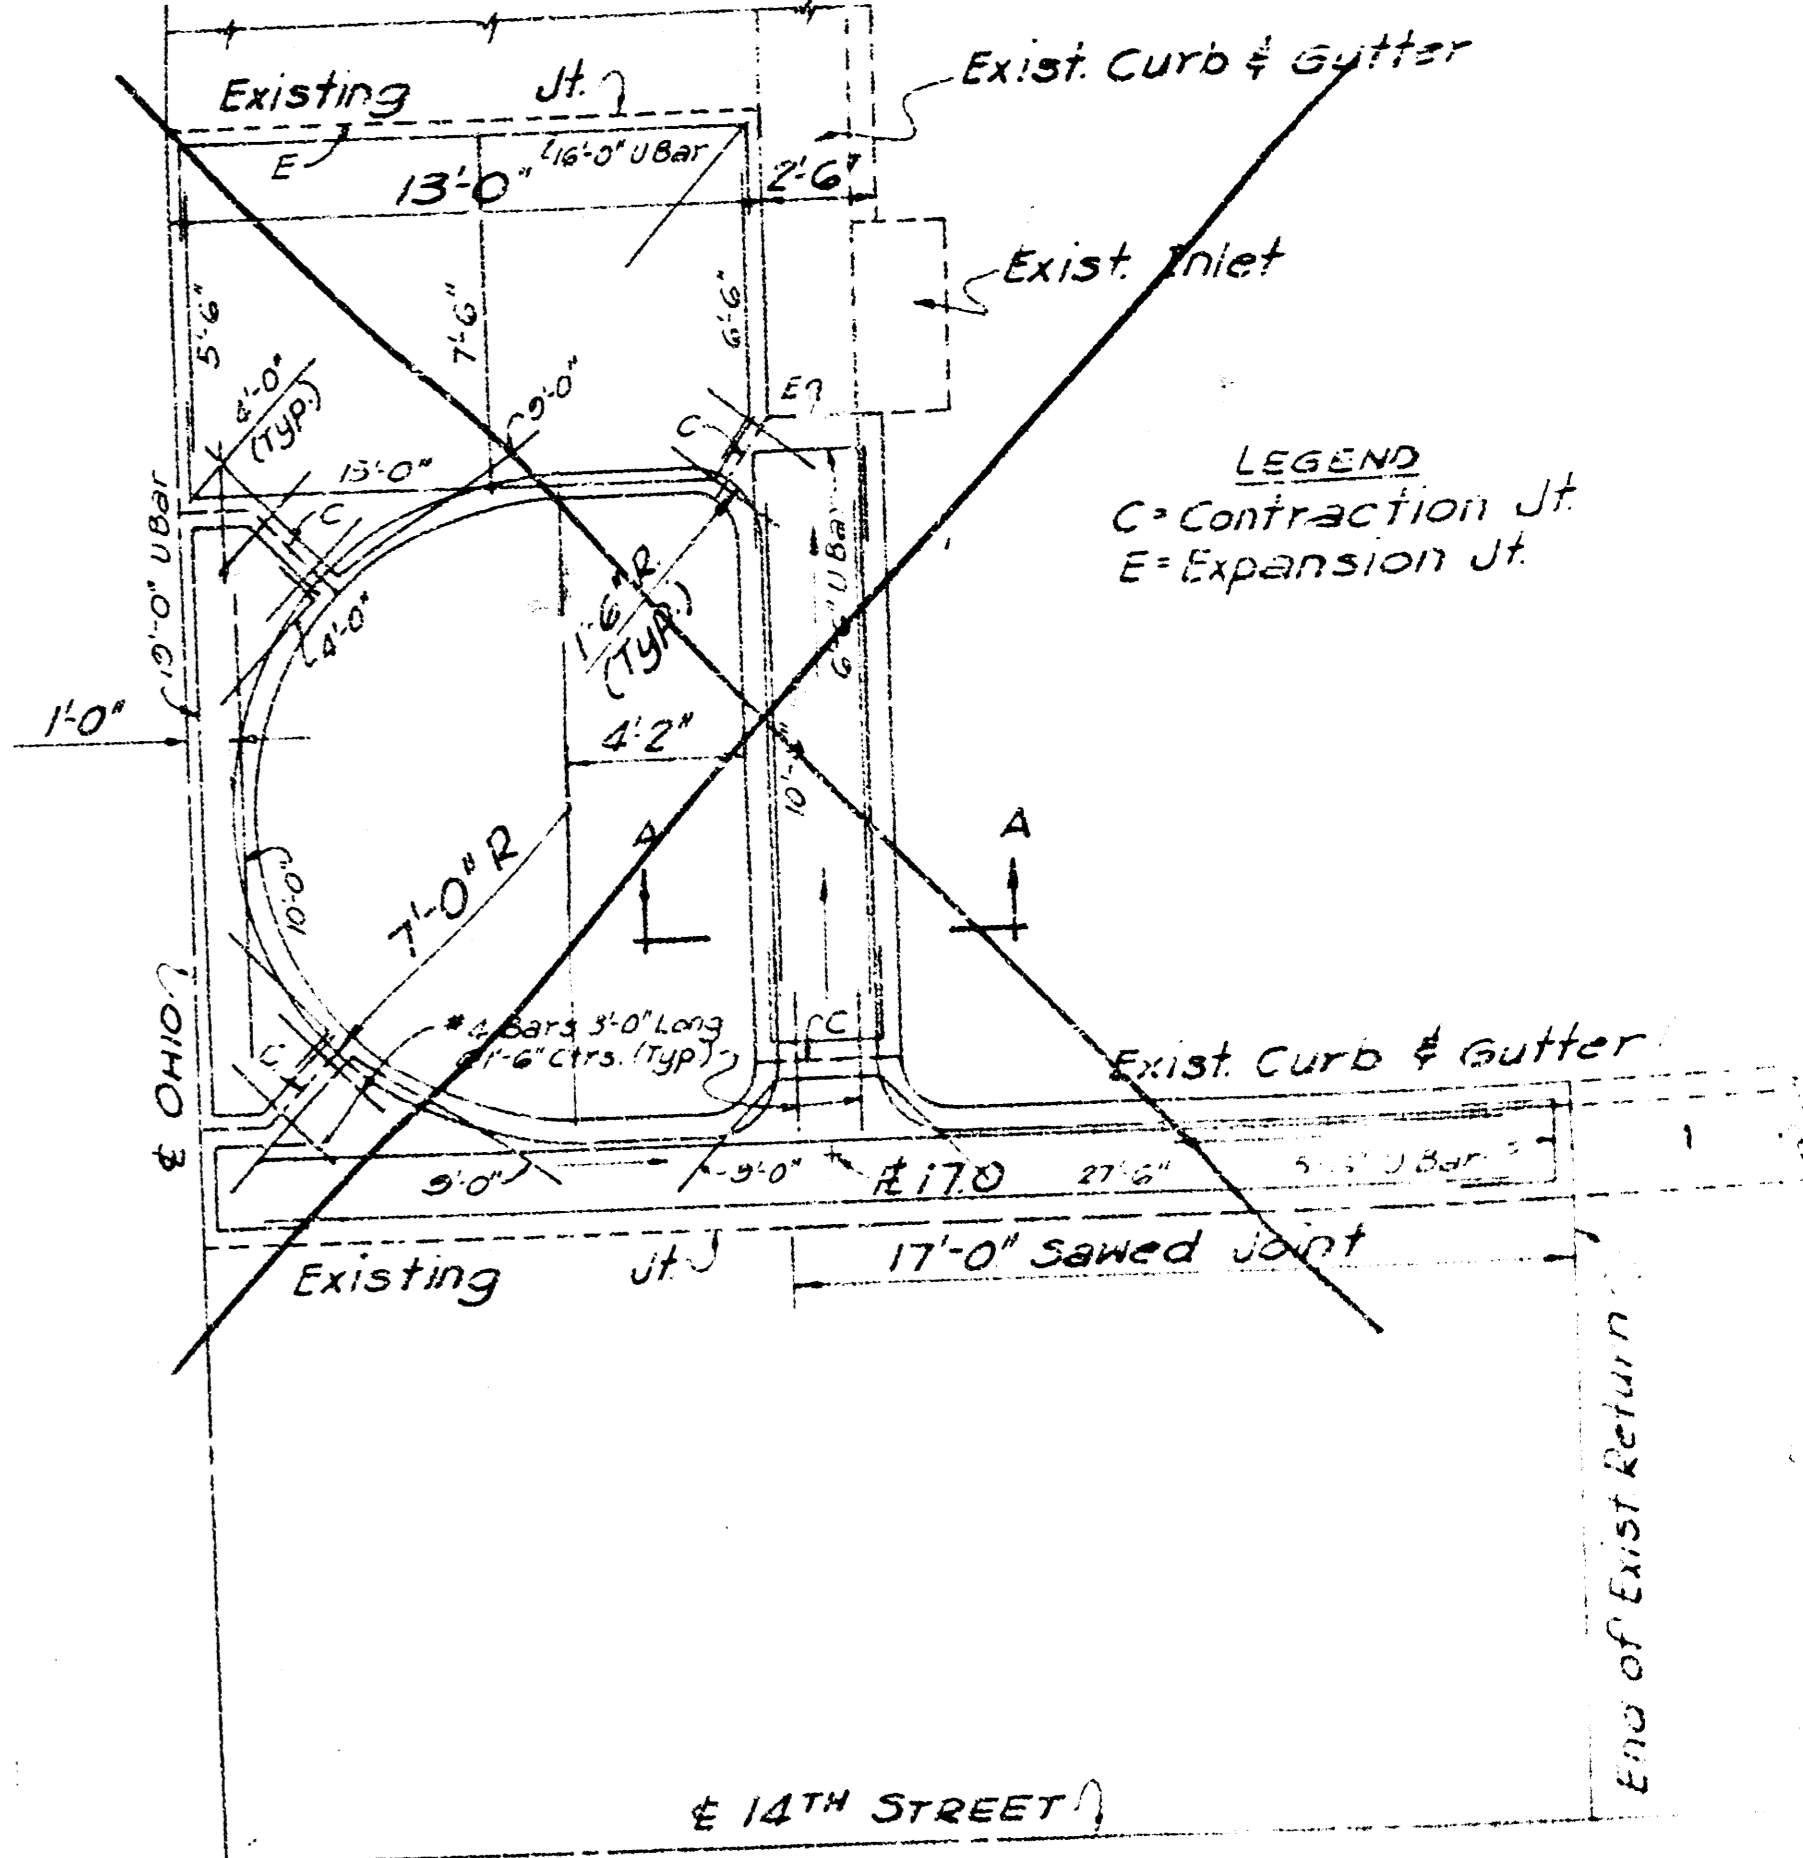 Existing Jt.
Exist. Curb & Gutter
E
16'-0" U Bar
13'-0"
2'-6"
Exist. Inlet
5'-6"
7'-6"
6'-6"
4'-0"
(TYP.)
9'-0"
E
C
13'-0"
C
LEGEND
C = Contraction Jt.
E = Expansion Jt.
19'-0" U Bar
U Bar
4'-0"
1'-6" R.
(TYP.)
1'-0"
4'-2"
10'-0"
7'-0" R
A
A
℄ OHIO
C
#4 Bars 3'-0" Long
@ 1'-6" Ctrs. (Typ.)
C
Exist. Curb & Gutter
9'-0"
9'-0"
27'-6"
U Bar
17'-0" Sawed Joint
Existing Jt.
End of Exist Return
℄ 14TH STREET